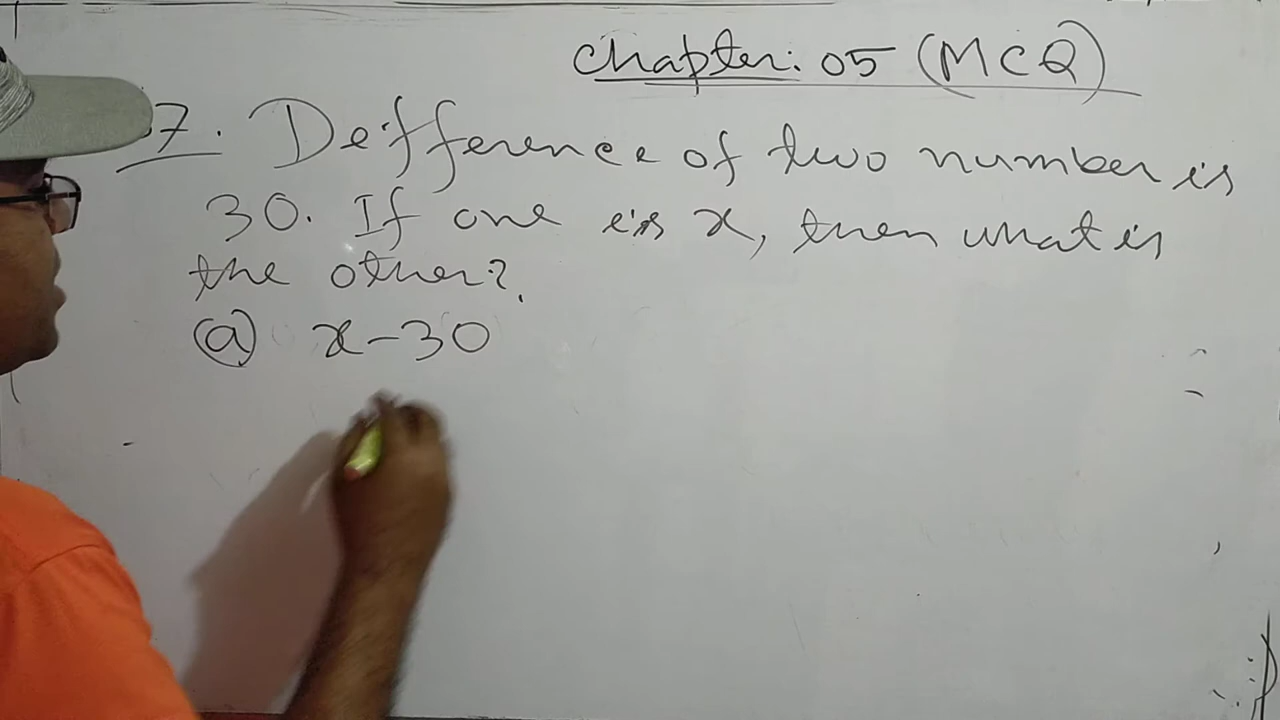 Chapter: 05 (MCQ)
7. Defference of two number is
30. If one is x, then what is
the other?
(a) x-30